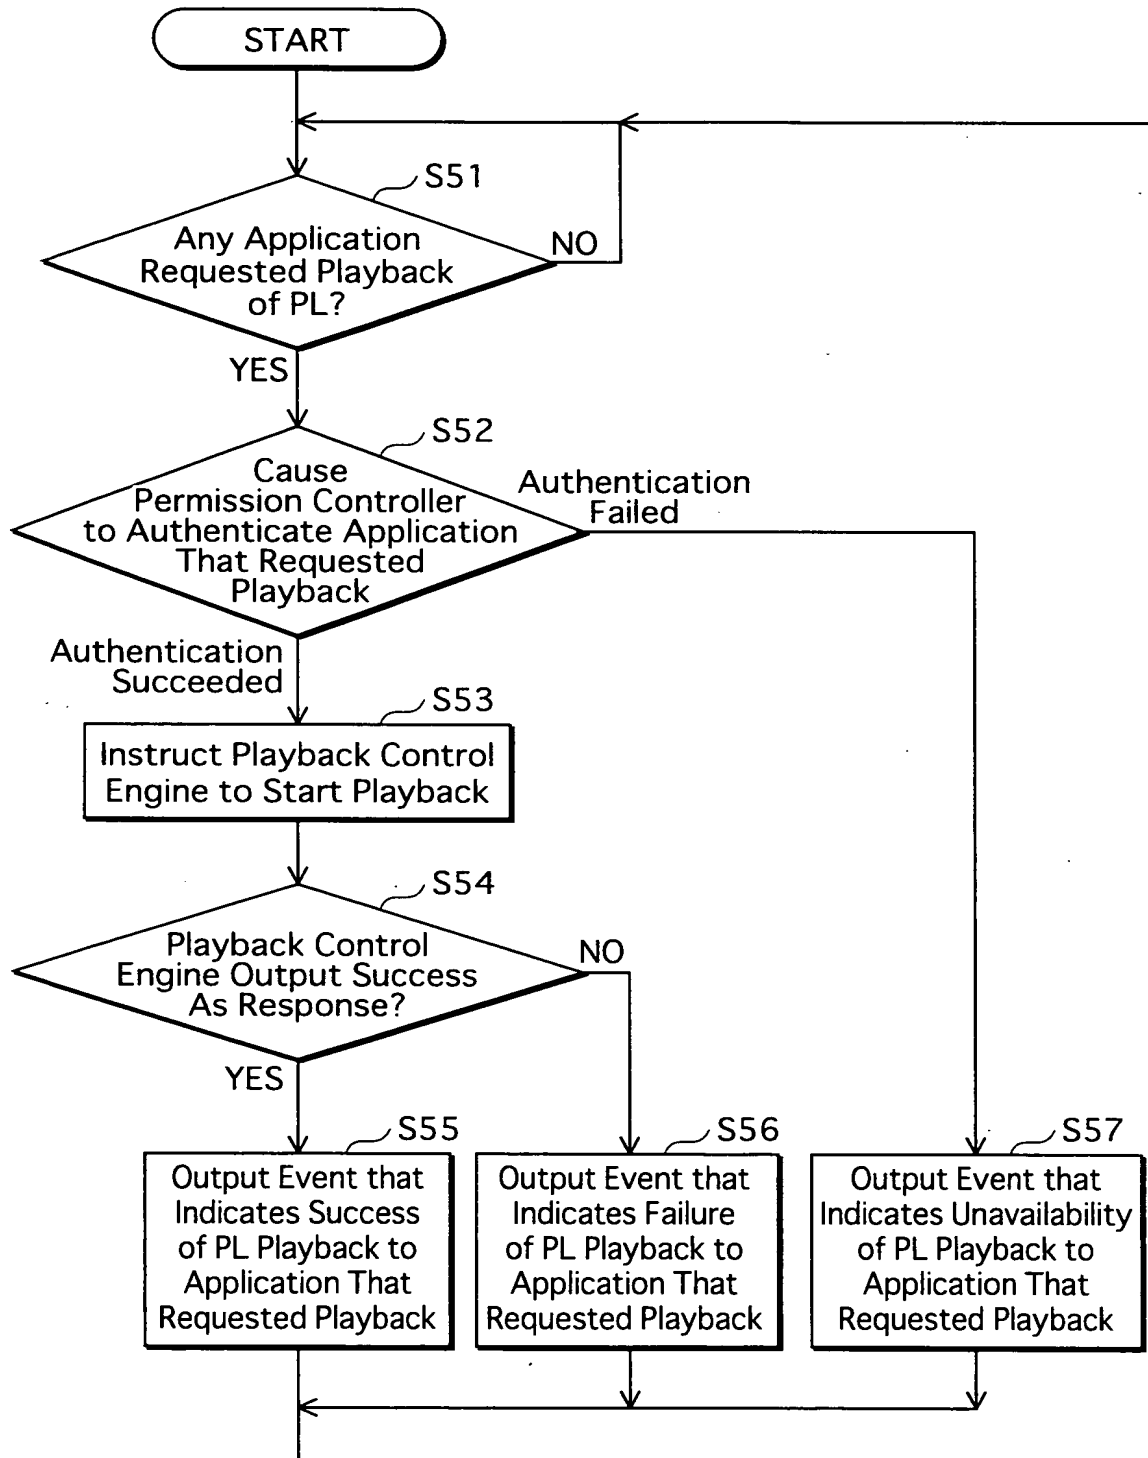 START
S51
Any Application
Requested Playback
of PL?
NO
YES
S52
Cause
Permission Controller
to Authenticate Application
That Requested
Playback
Authentication
Failed
Authentication
Succeeded
S53
Instruct Playback Control
Engine to Start Playback
S54
Playback Control
Engine Output Success
As Response?
NO
YES
S55
Output Event that
Indicates Success
of PL Playback to
Application That
Requested Playback
S56
Output Event that
Indicates Failure
of PL Playback to
Application That
Requested Playback
S57
Output Event that
Indicates Unavailability
of PL Playback to
Application That
Requested Playback